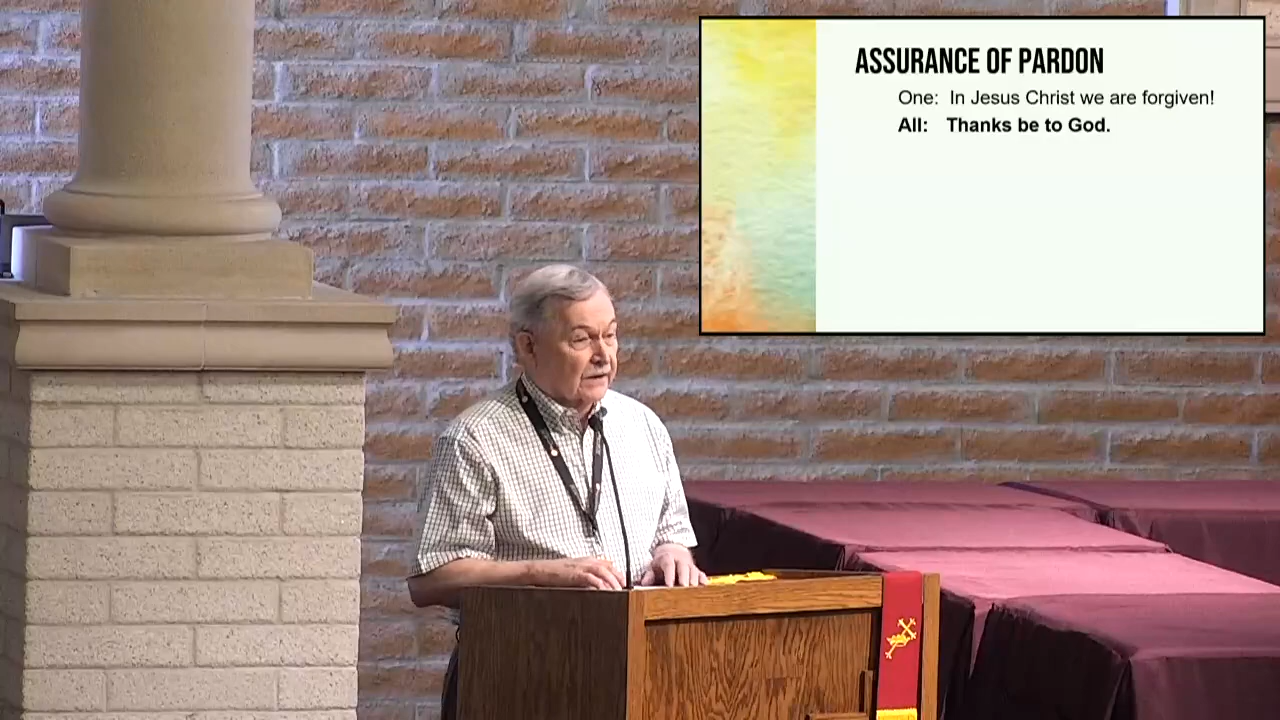 ASSURANCE OF PARDON
One: In Jesus Christ we are forgiven!
All: Thanks be to God.